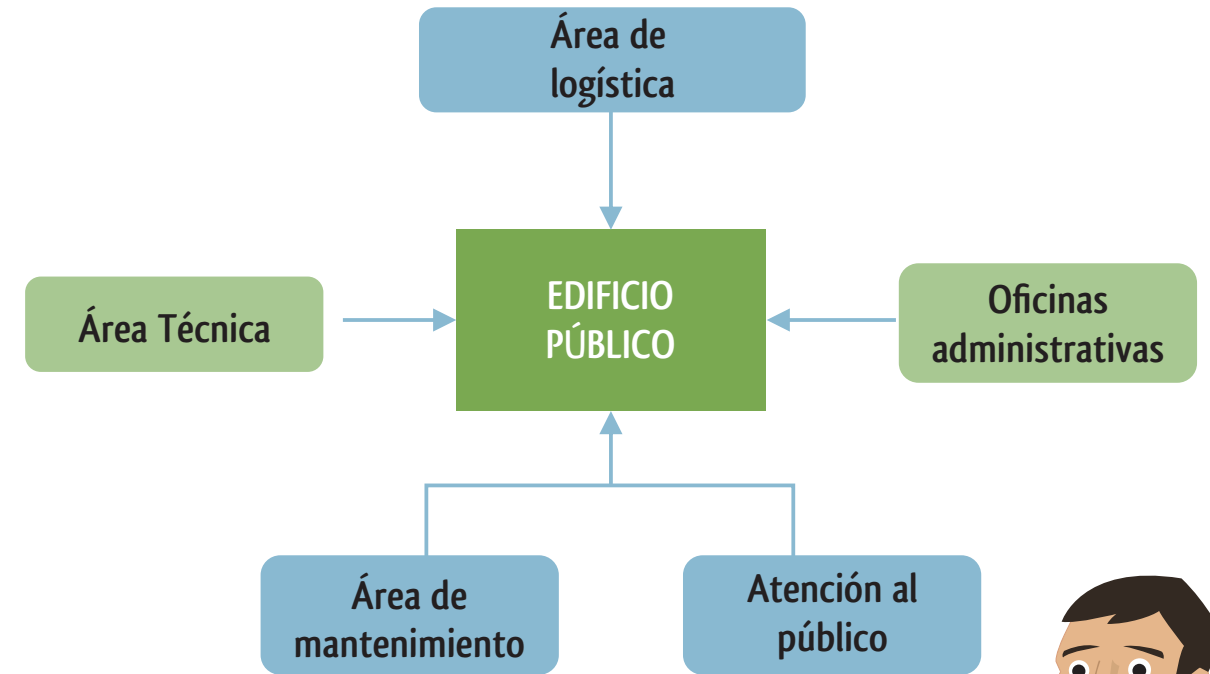 Área de
logística
Área Técnica
EDIFICIO
PÚBLICO
Oficinas
administrativas
Área de
mantenimiento
Atención al
público